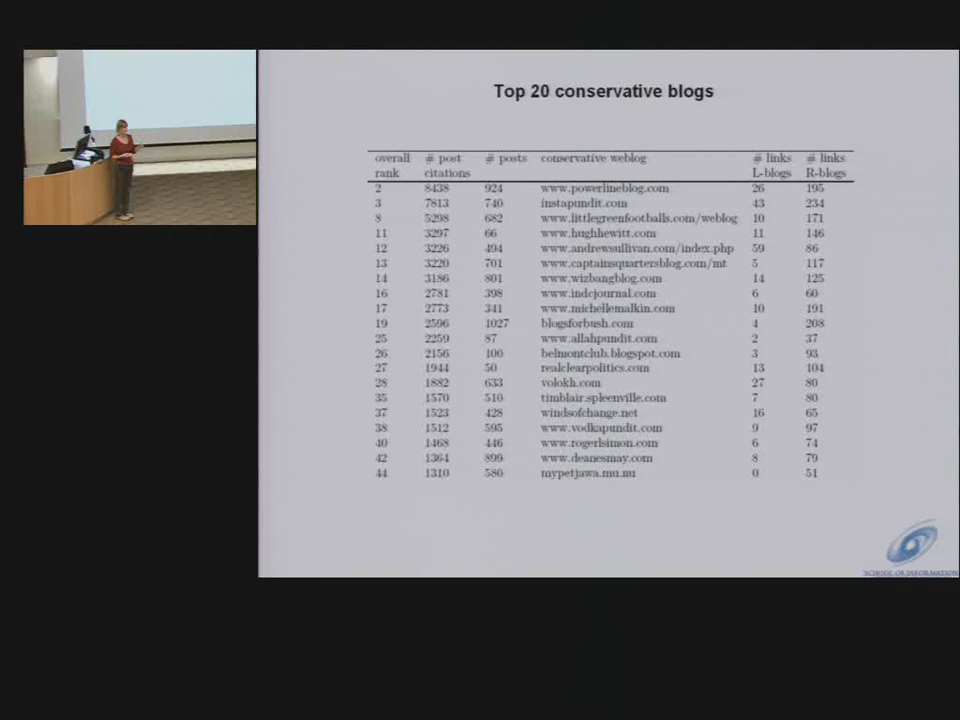 Top 20 conservative blogs
overall # post # posts conservative weblog # links # links
rank citations L-blogs R-blogs
2 8438 924 www.powerlineblog.com 26 195
3 7813 740 instapundit.com 43 234
8 5298 682 www.littlegreenfootballs.com/weblog 10 171
11 3297 66 www.hughhewitt.com 11 146
12 3226 494 www.andrewsullivan.com/index.php 59 86
13 3220 701 www.captainsquartersblog.com/mt 5 117
14 3186 801 www.wizbangblog.com 14 125
16 2781 398 www.indcjournal.com 6 60
17 2773 341 www.michellemalkin.com 10 191
19 2596 1027 blogsforbush.com 4 208
25 2259 87 www.allahpundit.com 2 37
26 2156 100 belmontclub.blogspot.com 3 93
27 1944 50 realclearpolitics.com 13 104
28 1882 633 volokh.com 27 80
35 1570 510 timblair.spleenville.com 7 80
37 1523 428 windsofchange.net 16 65
38 1512 595 www.vodkapundit.com 9 97
40 1468 446 www.rogerlsimon.com 6 74
42 1364 899 www.deanesmay.com 8 79
44 1310 580 mypetjawa.mu.nu 0 51
SCHOOL OF INFORMATION